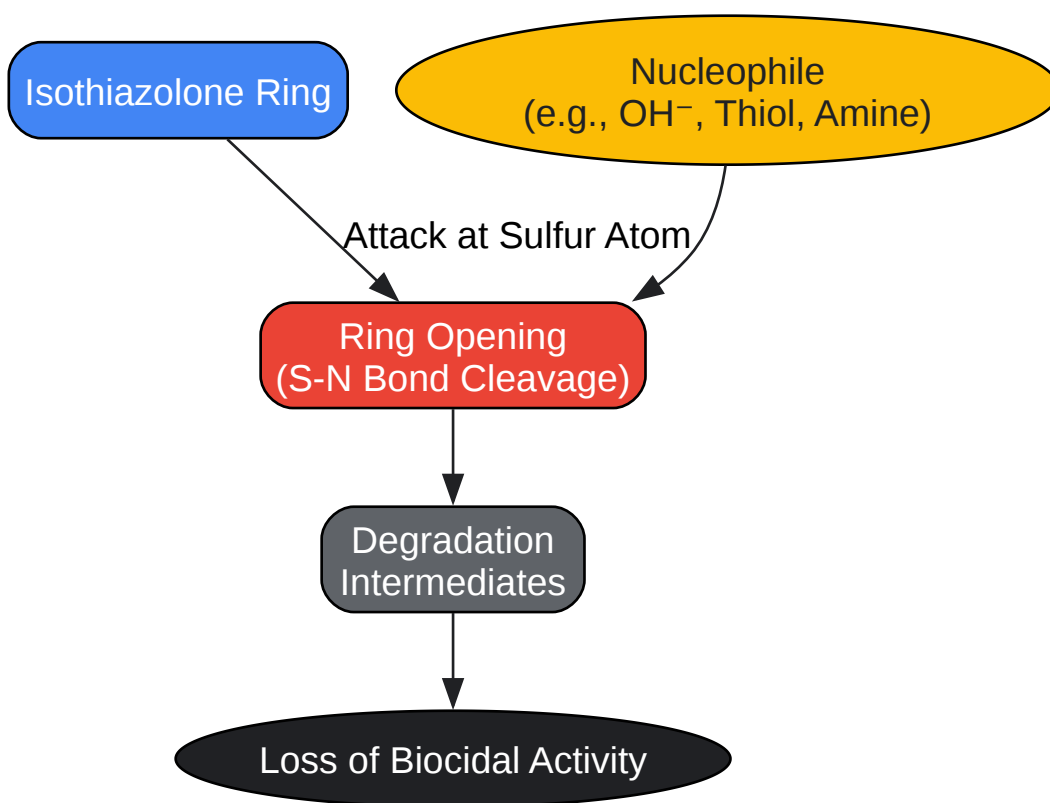 Isothiazolone Ring
Nucleophile
(e.g., OH⁻, Thiol, Amine)
Attack at Sulfur Atom
Ring Opening
(S-N Bond Cleavage)
Degradation
Intermediates
Loss of Biocidal Activity